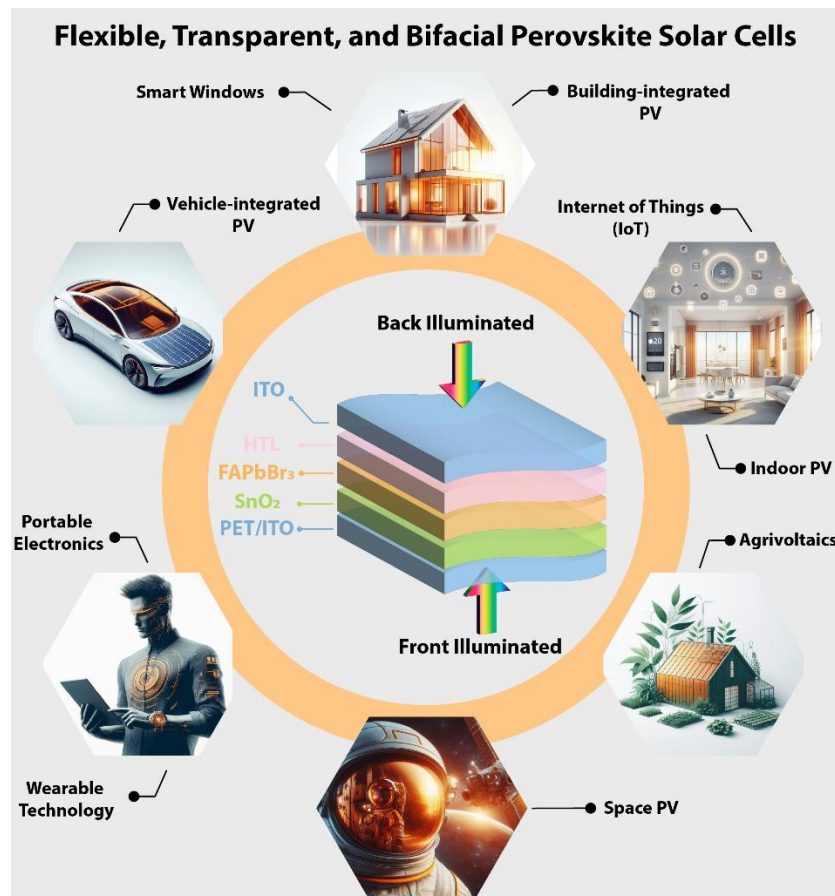 Flexible, Transparent, and Bifacial Perovskite Solar Cells
Smart Windows
Building-integrated
PV
Vehicle-integrated
PV
Internet of Things
(IoT)
Back Illuminated
ITO
HTL
FAPbBr₃
SnO₂
PET/ITO
Front Illuminated
Indoor PV
Portable
Electronics
Agrivoltaics
Wearable
Technology
Space PV